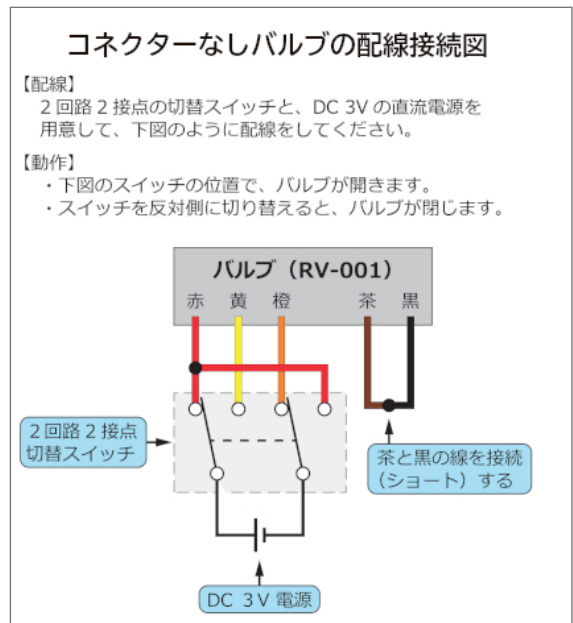 コネクターなしバルブの配線接続図
【配線】
2 回路 2 接点の切替スイッチと、DC 3V の直流電源を
用意して、下図のように配線をしてください。
【動作】
・下図のスイッチの位置で、バルブが開きます。
・スイッチを反対側に切り替えると、バルブが閉じます。
バルブ（RV-001）
赤 黄 橙 茶 黒
2 回路 2 接点
切替スイッチ
茶と黒の線を接続
（ショート）する
DC 3V 電源